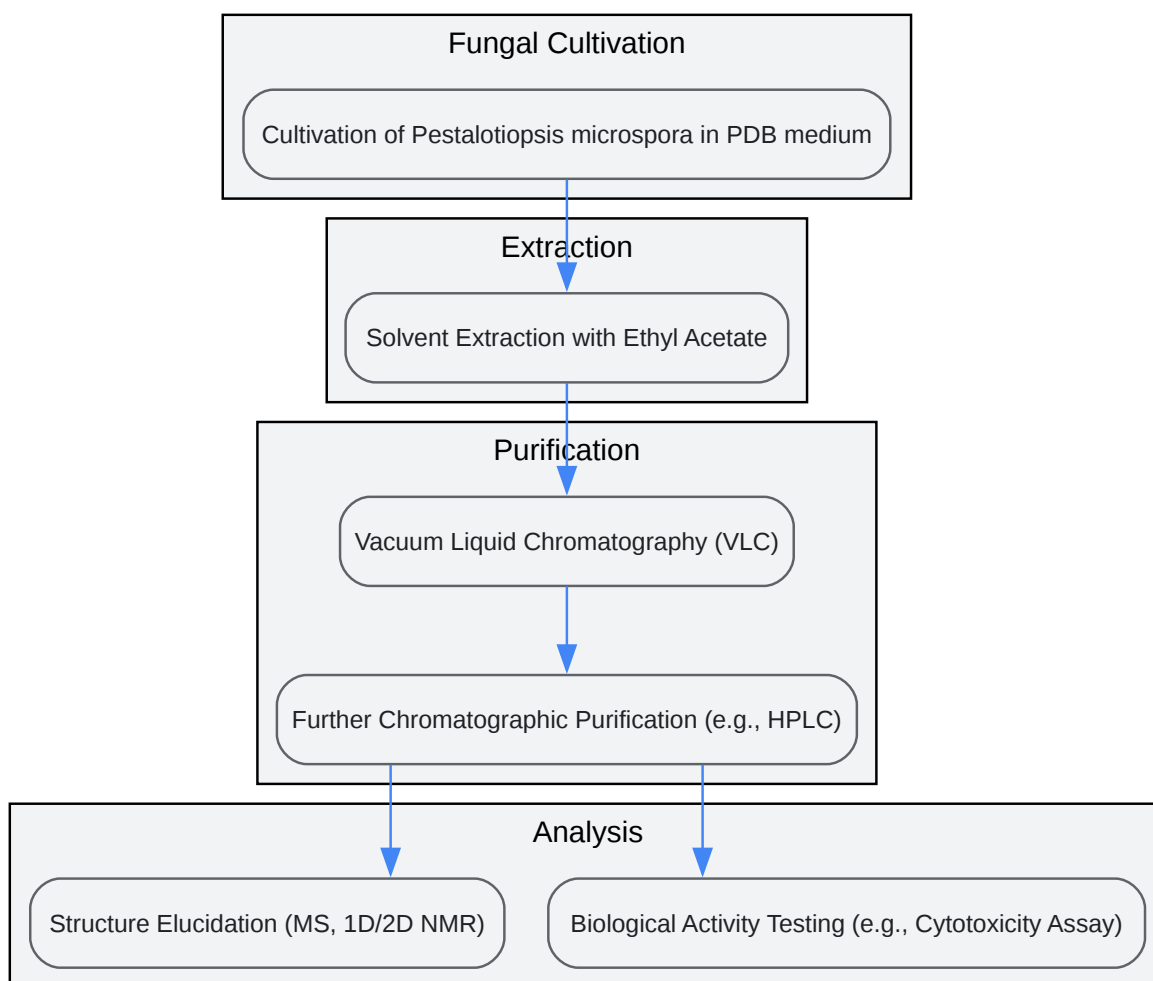 Fungal Cultivation
Cultivation of Pestalotiopsis microspora in PDB medium
Extraction
Solvent Extraction with Ethyl Acetate
Purification
Vacuum Liquid Chromatography (VLC)
Further Chromatographic Purification (e.g., HPLC)
Analysis
Structure Elucidation (MS, 1D/2D NMR)
Biological Activity Testing (e.g., Cytotoxicity Assay)